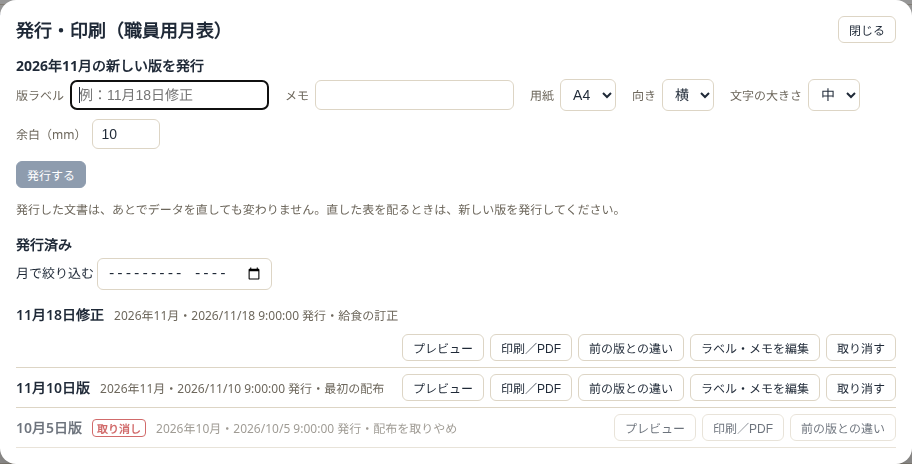 発行・印刷（職員用月表） 閉じる
2026年11月の新しい版を発行
版ラベル 例：11月18日修正 メモ 用紙 A4 向き 横 文字の大きさ 中
余白（mm） 10
発行する
発行した文書は、あとでデータを直しても変わりません。直した表を配るときは、新しい版を発行してください。
発行済み
月で絞り込む --------- ----
11月18日修正 2026年11月・2026/11/18 9:00:00 発行・給食の訂正
プレビュー 印刷／PDF 前の版との違い ラベル・メモを編集 取り消す
11月10日版 2026年11月・2026/11/10 9:00:00 発行・最初の配布 プレビュー 印刷／PDF 前の版との違い ラベル・メモを編集 取り消す
10月5日版 取り消し 2026年10月・2026/10/5 9:00:00 発行・配布を取りやめ プレビュー 印刷／PDF 前の版との違い